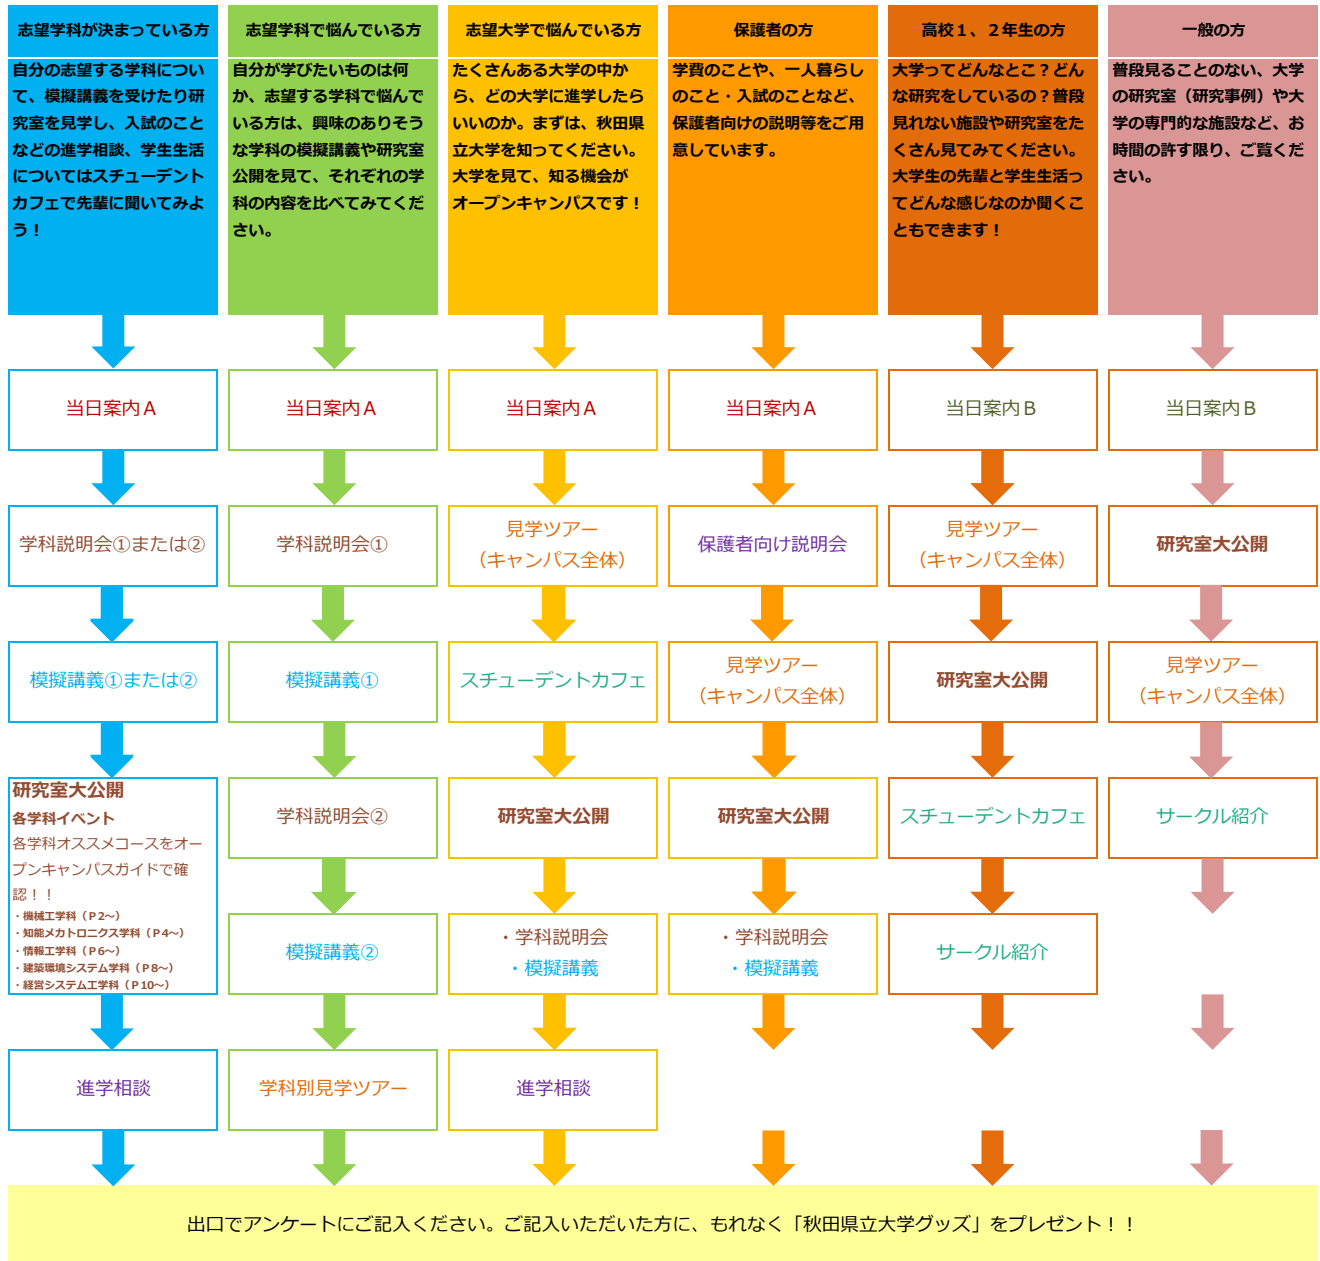 志望学科が決まっている方
自分の志望する学科につい
て、模擬講義を受けたり研
究室を見学し、入試のこと
などの進学相談、学生生活
についてはスチューデント
カフェで先輩に聞いてみよ
う！
当日案内Ａ
学科説明会①または②
模擬講義①または②
研究室大公開
各学科イベント
各学科オススメコースをオー
プンキャンパスガイドで確
認！！
・機械工学科（Ｐ2～）
・知能メカトロニクス学科（Ｐ4～）
・情報工学科（Ｐ6～）
・建築環境システム学科（Ｐ8～）
・経営システム工学科（Ｐ10～）
進学相談
志望学科で悩んでいる方
自分が学びたいものは何
か、志望する学科で悩んで
いる方は、興味のありそう
な学科の模擬講義や研究室
公開を見て、それぞれの学
科の内容を比べてみてくだ
さい。
当日案内Ａ
学科説明会①
模擬講義①
学科説明会②
模擬講義②
学科別見学ツアー
志望大学で悩んでいる方
たくさんある大学の中か
ら、どの大学に進学したら
いいのか。まずは、秋田県
立大学を知ってください。
大学を見て、知る機会が
オープンキャンパスです！
当日案内Ａ
見学ツアー
（キャンパス全体）
スチューデントカフェ
研究室大公開
・学科説明会
・模擬講義
進学相談
保護者の方
学費のことや、一人暮らし
のこと・入試のことなど、
保護者向けの説明等をご用
意しています。
当日案内Ａ
保護者向け説明会
見学ツアー
（キャンパス全体）
研究室大公開
・学科説明会
・模擬講義
高校１、２年生の方
大学ってどんなとこ？どん
な研究をしているの？普段
見れない施設や研究室をた
くさん見てみてください。
大学生の先輩と学生生活っ
てどんな感じなのか聞くこ
ともできます！
当日案内Ｂ
見学ツアー
（キャンパス全体）
研究室大公開
スチューデントカフェ
サークル紹介
一般の方
普段見ることのない、大学
の研究室（研究事例）や大
学の専門的な施設など、お
時間の許す限り、ご覧くだ
さい。
当日案内Ｂ
研究室大公開
見学ツアー
（キャンパス全体）
サークル紹介
出口でアンケートにご記入ください。ご記入いただいた方に、もれなく「秋田県立大学グッズ」をプレゼント！！